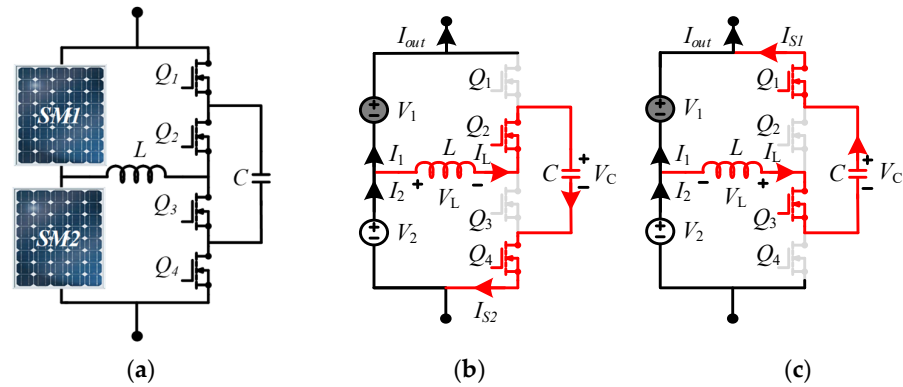 SM1
SM2
Q1
Q2
Q3
Q4
L
C
(a)
Iout
V1
I1
I2
V2
L
IL
+ -
VL
Q1
Q2
Q3
Q4
C
+
-
VC
IS2
(b)
Iout
IS1
V1
I1
I2
V2
L
IL
- +
VL
Q1
Q2
Q3
Q4
C
+
-
VC
(c)